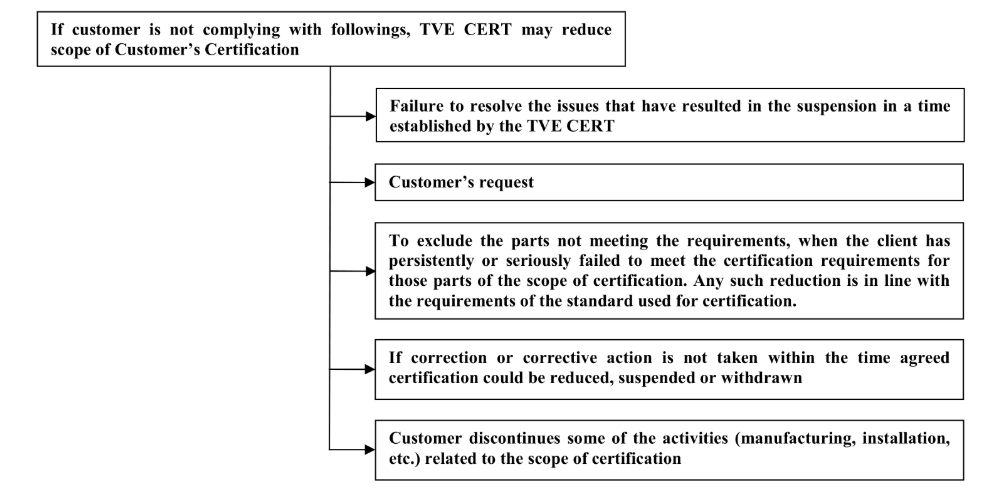 If customer is not complying with followings, TVE CERT may reduce
scope of Customer’s Certification
Failure to resolve the issues that have resulted in the suspension in a time
established by the TVE CERT
Customer’s request
To exclude the parts not meeting the requirements, when the client has
persistently or seriously failed to meet the certification requirements for
those parts of the scope of certification. Any such reduction is in line with
the requirements of the standard used for certification.
If correction or corrective action is not taken within the time agreed
certification could be reduced, suspended or withdrawn
Customer discontinues some of the activities (manufacturing, installation,
etc.) related to the scope of certification